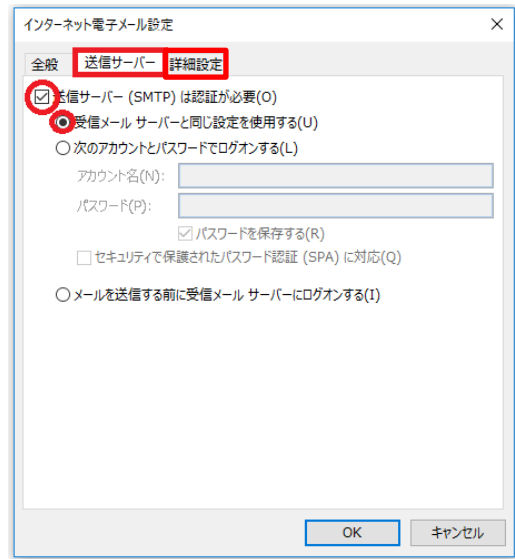 インターネット電子メール設定
全般 送信サーバー 詳細設定
送信サーバー (SMTP) は認証が必要(O)
受信メール サーバーと同じ設定を使用する(U)
次のアカウントとパスワードでログオンする(L)
アカウント名(N):
パスワード(P):
パスワードを保存する(R)
セキュリティで保護されたパスワード認証 (SPA) に対応(Q)
メールを送信する前に受信メール サーバーにログオンする(I)
OK キャンセル